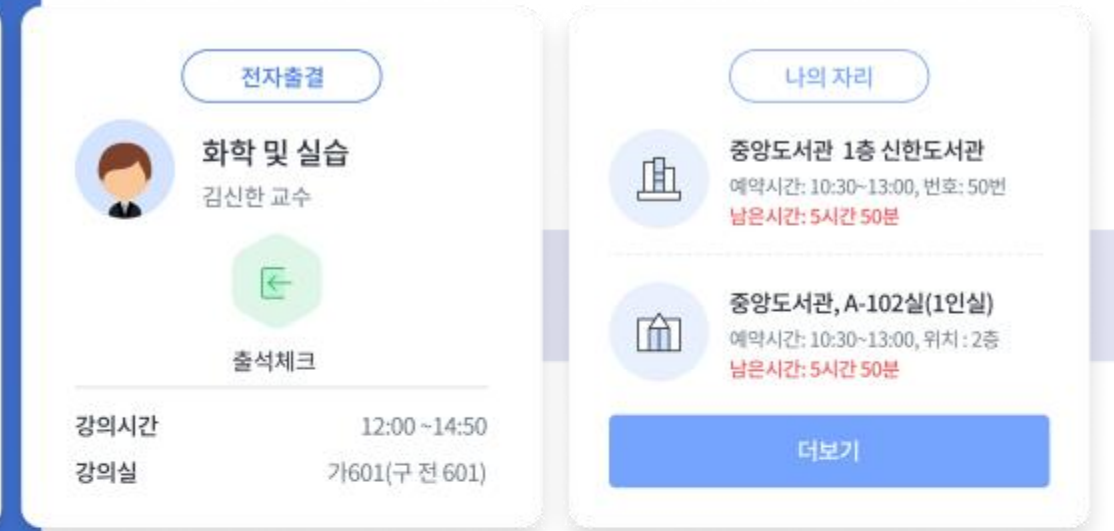 전자출결
화학 및 실습
김신한 교수
출석체크
강의시간 12:00 ~14:50
강의실 가601(구 전 601)
나의 자리
중앙도서관 1층 신한도서관
예약시간: 10:30~13:00, 번호: 50번
남은시간: 5시간 50분
중앙도서관, A-102실(1인실)
예약시간: 10:30~13:00, 위치 : 2층
남은시간: 5시간 50분
더보기